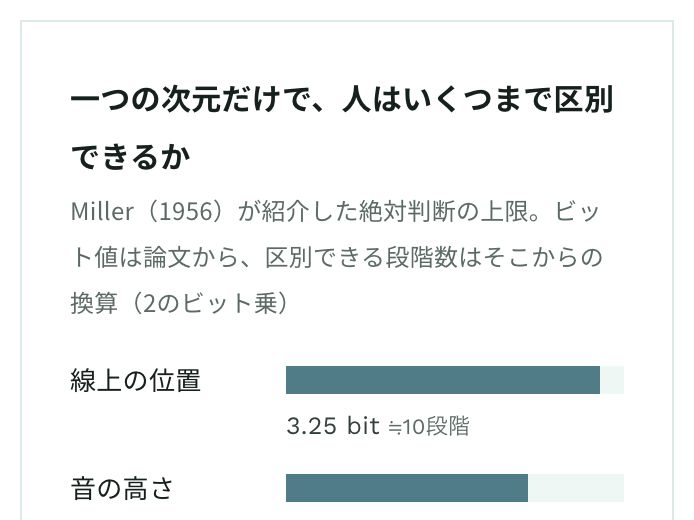 一つの次元だけで、人はいくつまで区別
できるか
Miller（1956）が紹介した絶対判断の上限。ビッ
ト値は論文から、区別できる段階数はそこからの
換算（2のビット乗）
線上の位置
3.25 bit ≒10段階
音の高さ